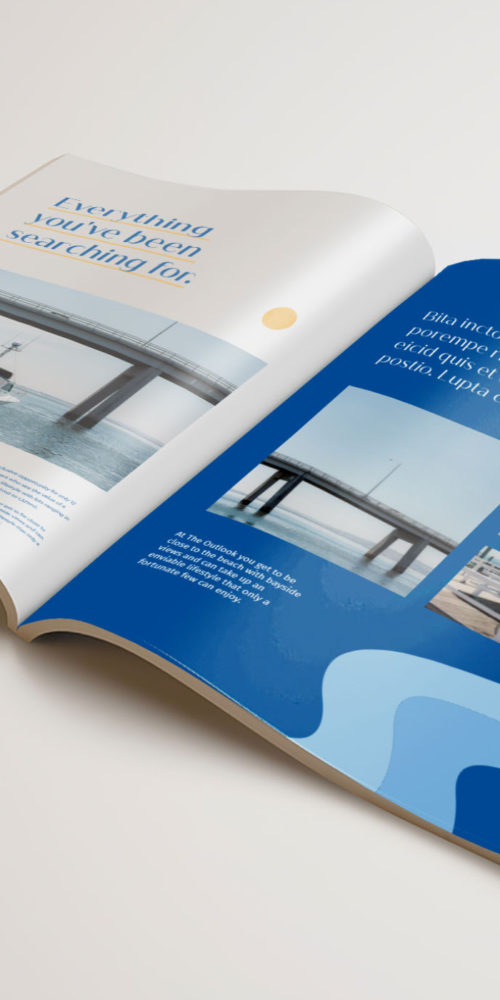 Everything
you've been
searching for.
Bita incto
porempe
eicid quis et
postio. Lupta
At The Outlook you get to be
close to the beach with bayside
views and can take up an
enviable lifestyle that only a
fortunate few can enjoy.